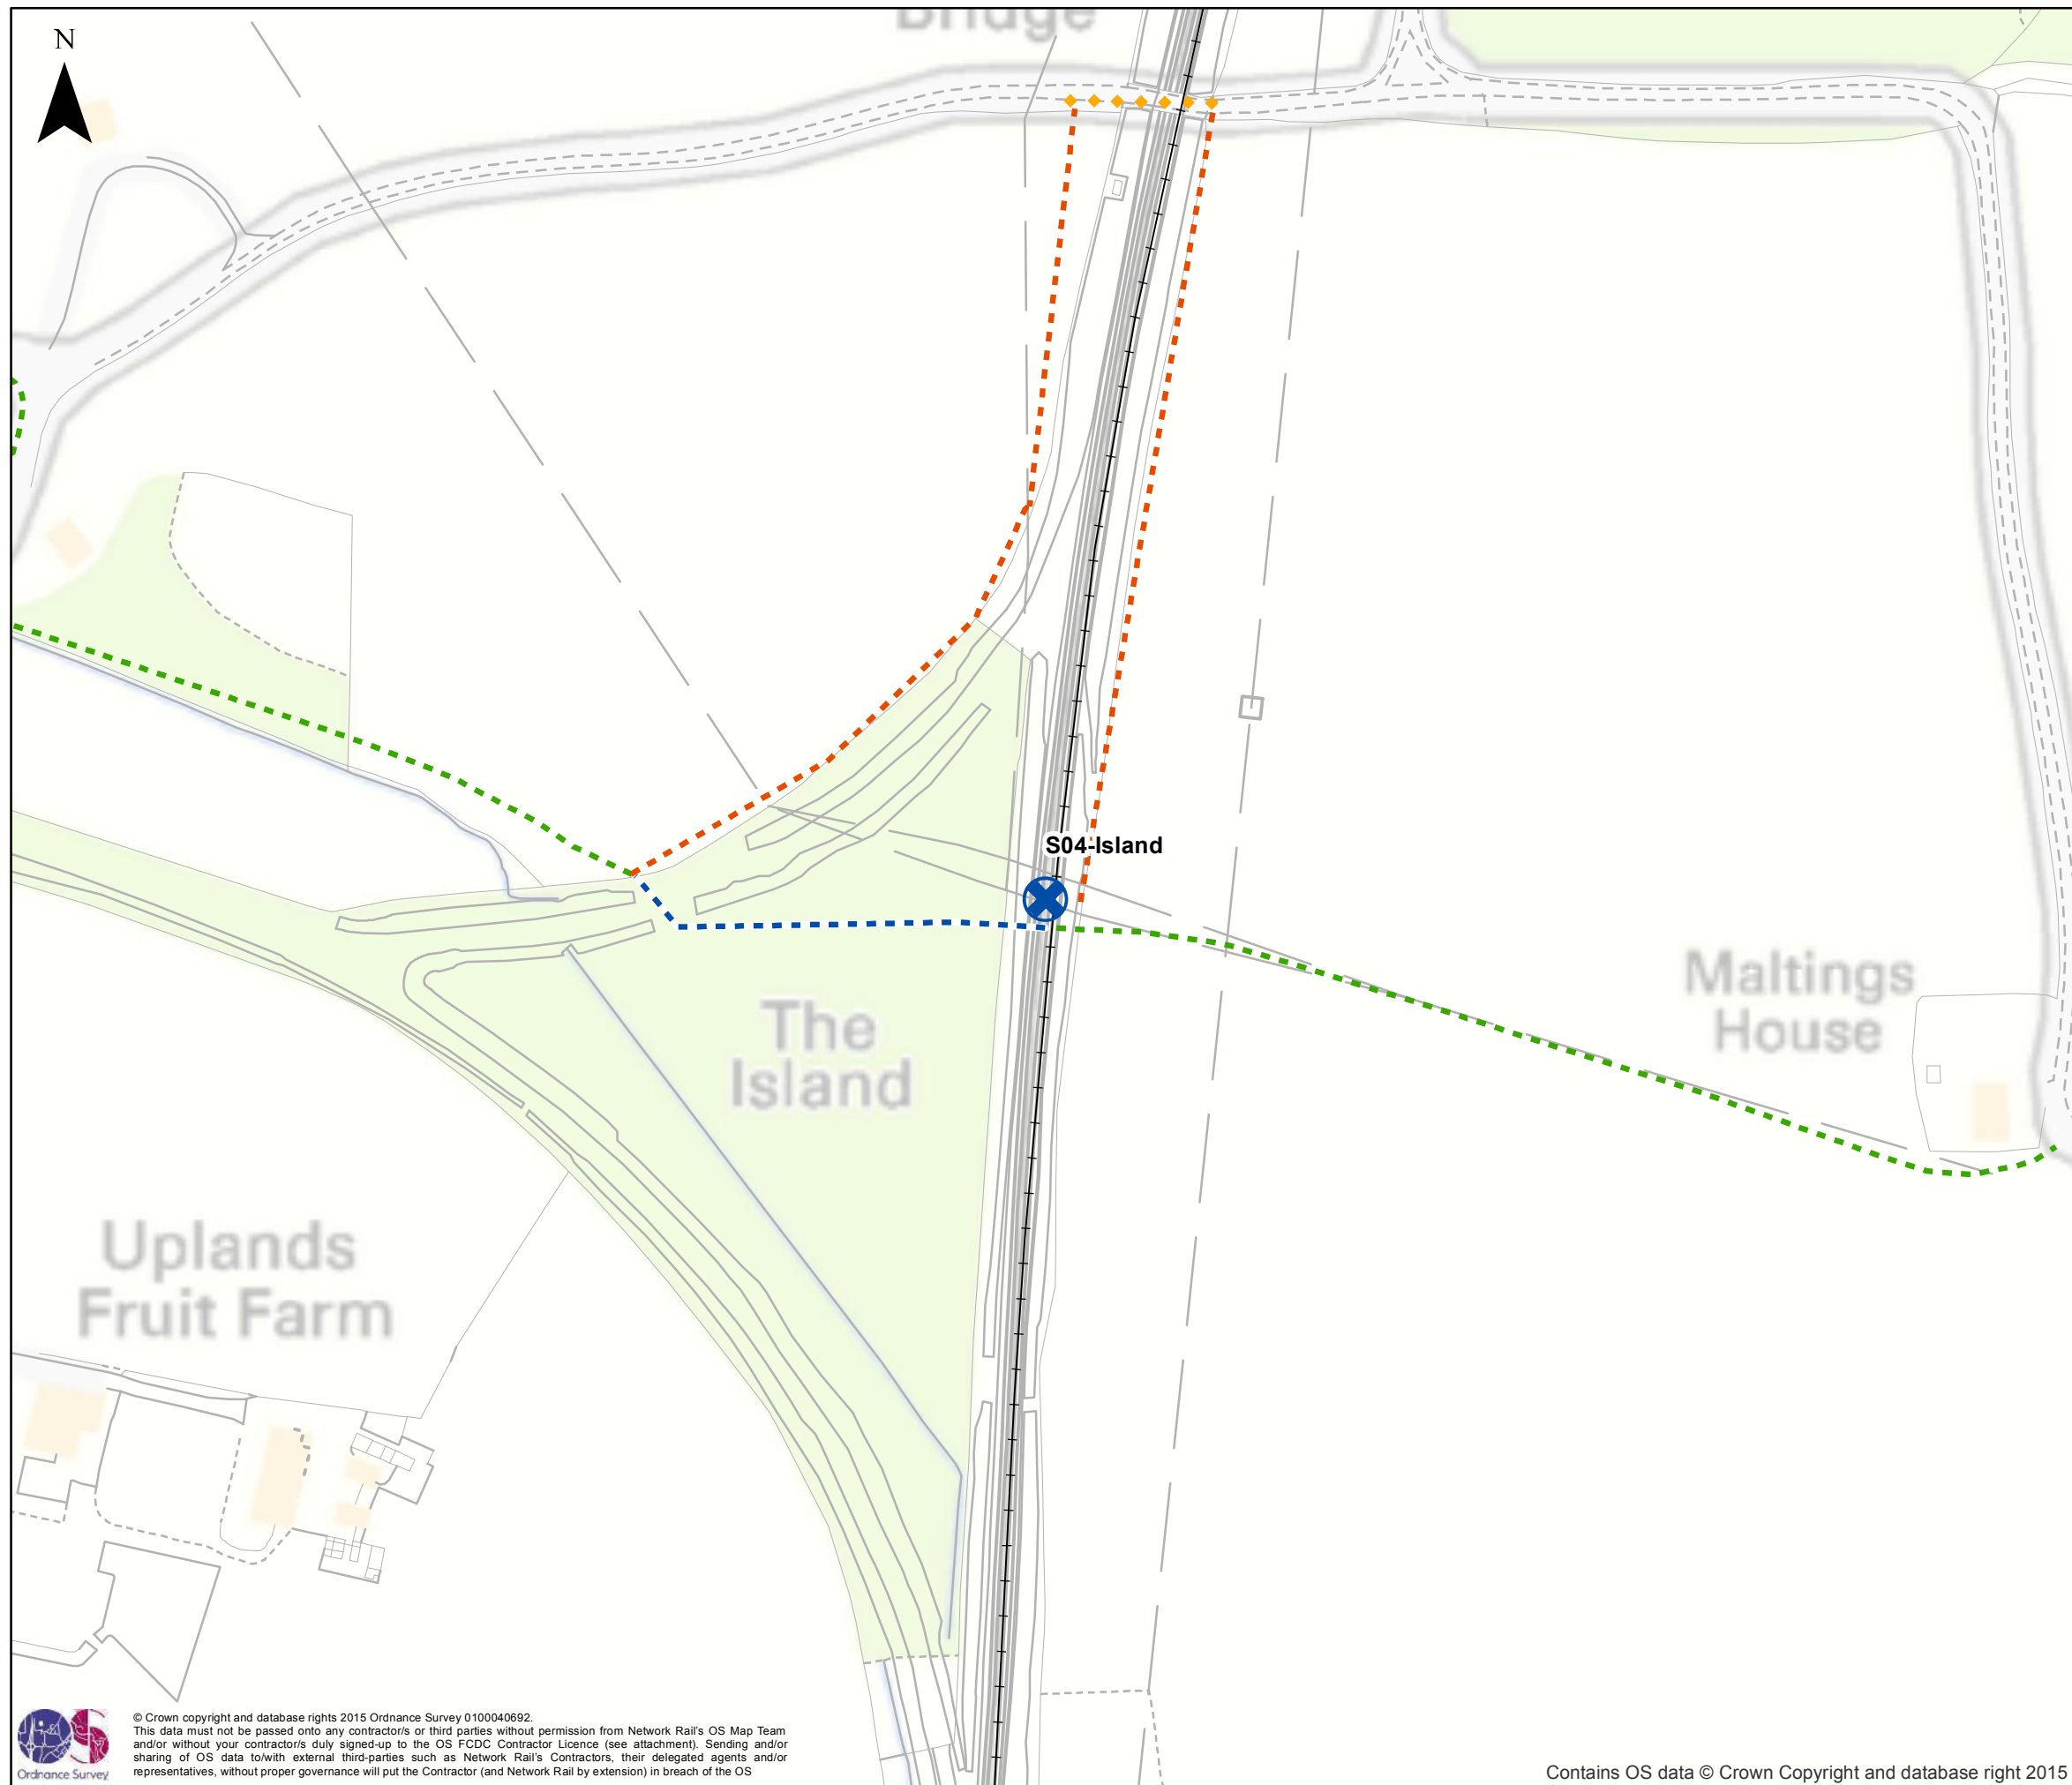 Bridge
N
S04-Island
Maltings
House
The
Island
Uplands
Fruit Farm
© Crown copyright and database rights 2015 Ordnance Survey 0100040692.
This data must not be passed onto any contractor/s or third parties without permission from Network Rail's OS Map Team
and/or without your contractor/s duly signed-up to the OS FCDC Contractor Licence (see attachment). Sending and/or
sharing of OS data to/with external third-parties such as Network Rail's Contractors, their delegated agents and/or
representatives, without proper governance will put the Contractor (and Network Rail by extension) in breach of the OS
Ordnance Survey
Contains OS data © Crown Copyright and database right 2015